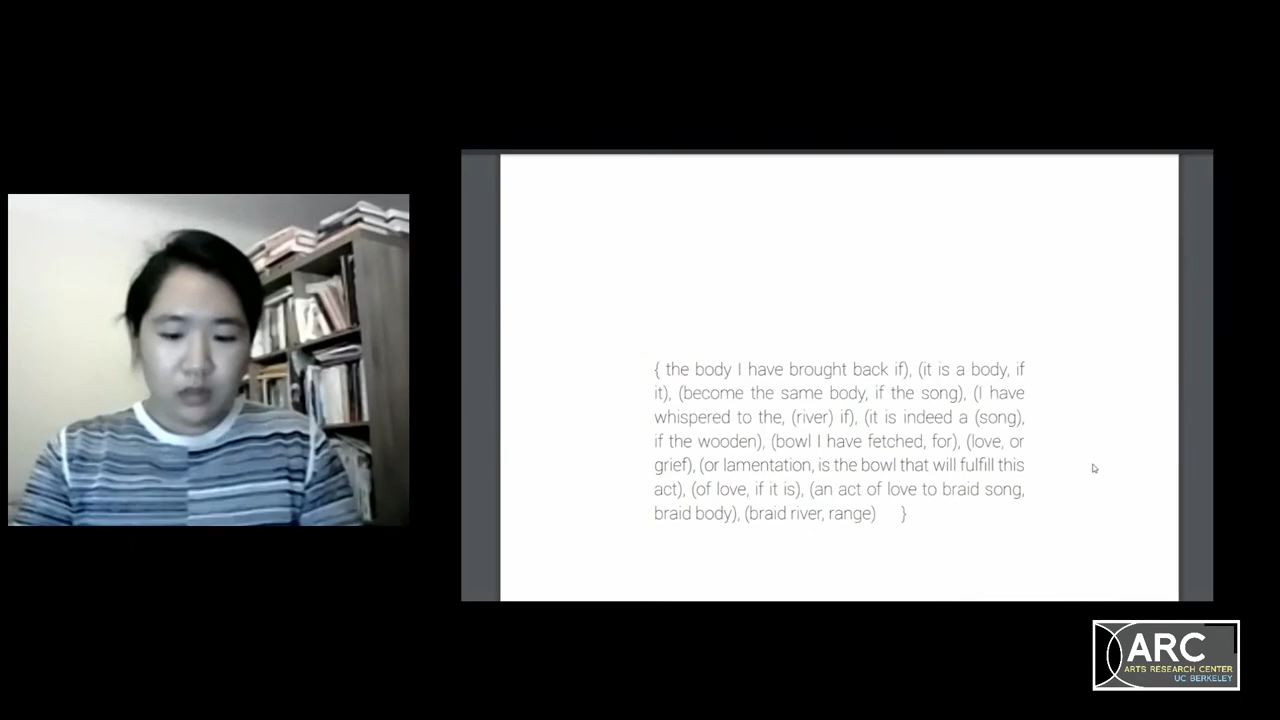 { the body I have brought back if), (it is a body, if
it), (become the same body, if the song), (I have
whispered to the, (river) if), (it is indeed a (song),
if the wooden), (bowl I have fetched, for), (love, or
grief), (or lamentation, is the bowl that will fulfill this
act), (of love, if it is), (an act of love to braid song,
braid body), (braid river, range) }
ARC
ARTS RESEARCH CENTER
UC BERKELEY